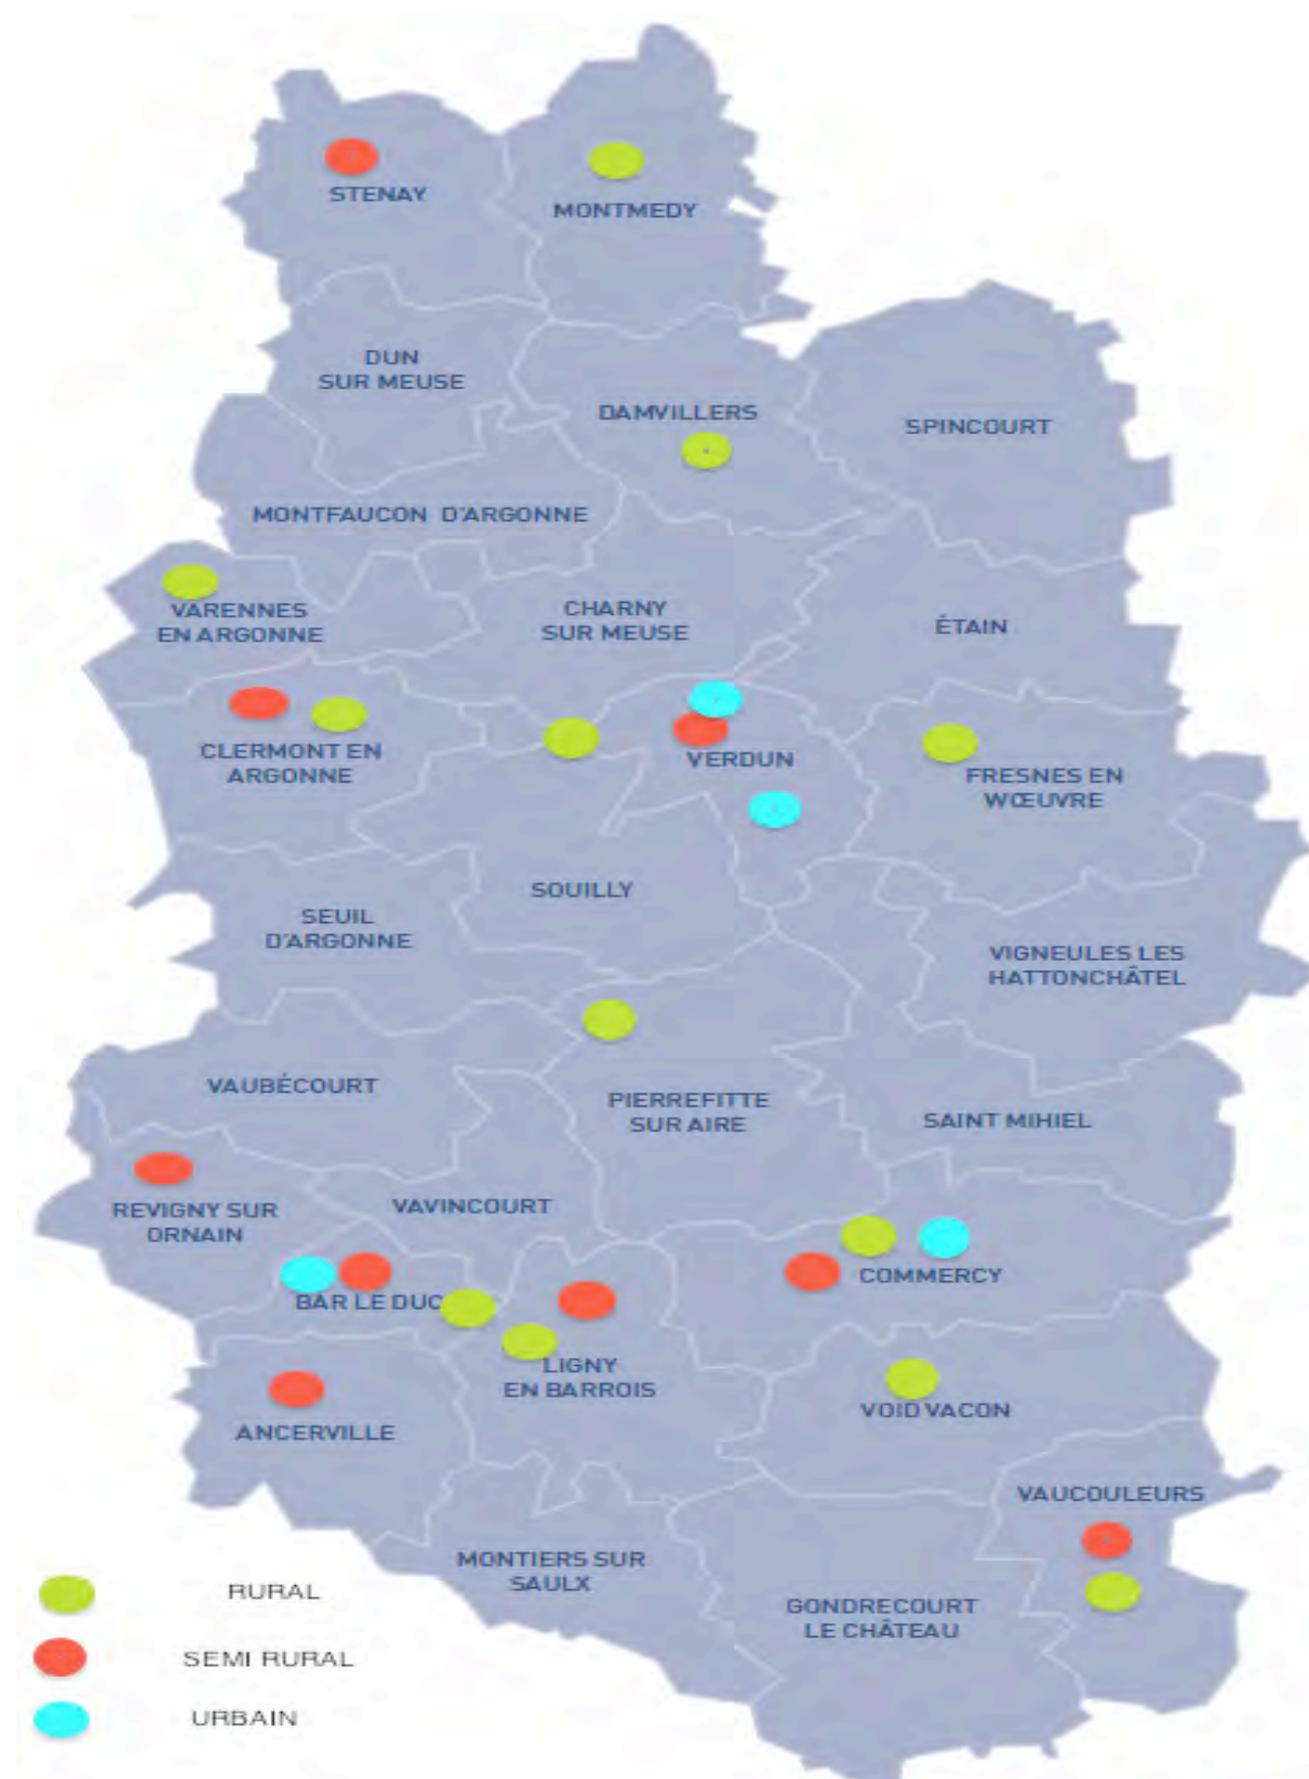 STENAY
MONTMEDY
DUN
SUR MEUSE
DAMVILLERS
SPINCOURT
MONTFAUCON D'ARGONNE
VARENNES
EN ARGONNE
CHARNY
SUR MEUSE
ÉTAIN
CLERMONT EN
ARGONNE
VERDUN
FRESNES EN
WŒUVRE
SOUILLY
SEUIL
D'ARGONNE
VIGNEULES LES
HATTONCHÂTEL
VAUBÉCOURT
PIERREFITTE
SUR AIRE
SAINT MIHIEL
REVIGNY SUR
ORNAIN
VAVINCOURT
COMMERCY
BAR LE DUC
LIGNY
EN BARROIS
VOID VACON
ANCERVILLE
VAUCOULEURS
MONTIERS SUR
SAULX
GONDRECOURT
LE CHÂTEAU
RURAL
SEMI RURAL
URBAIN